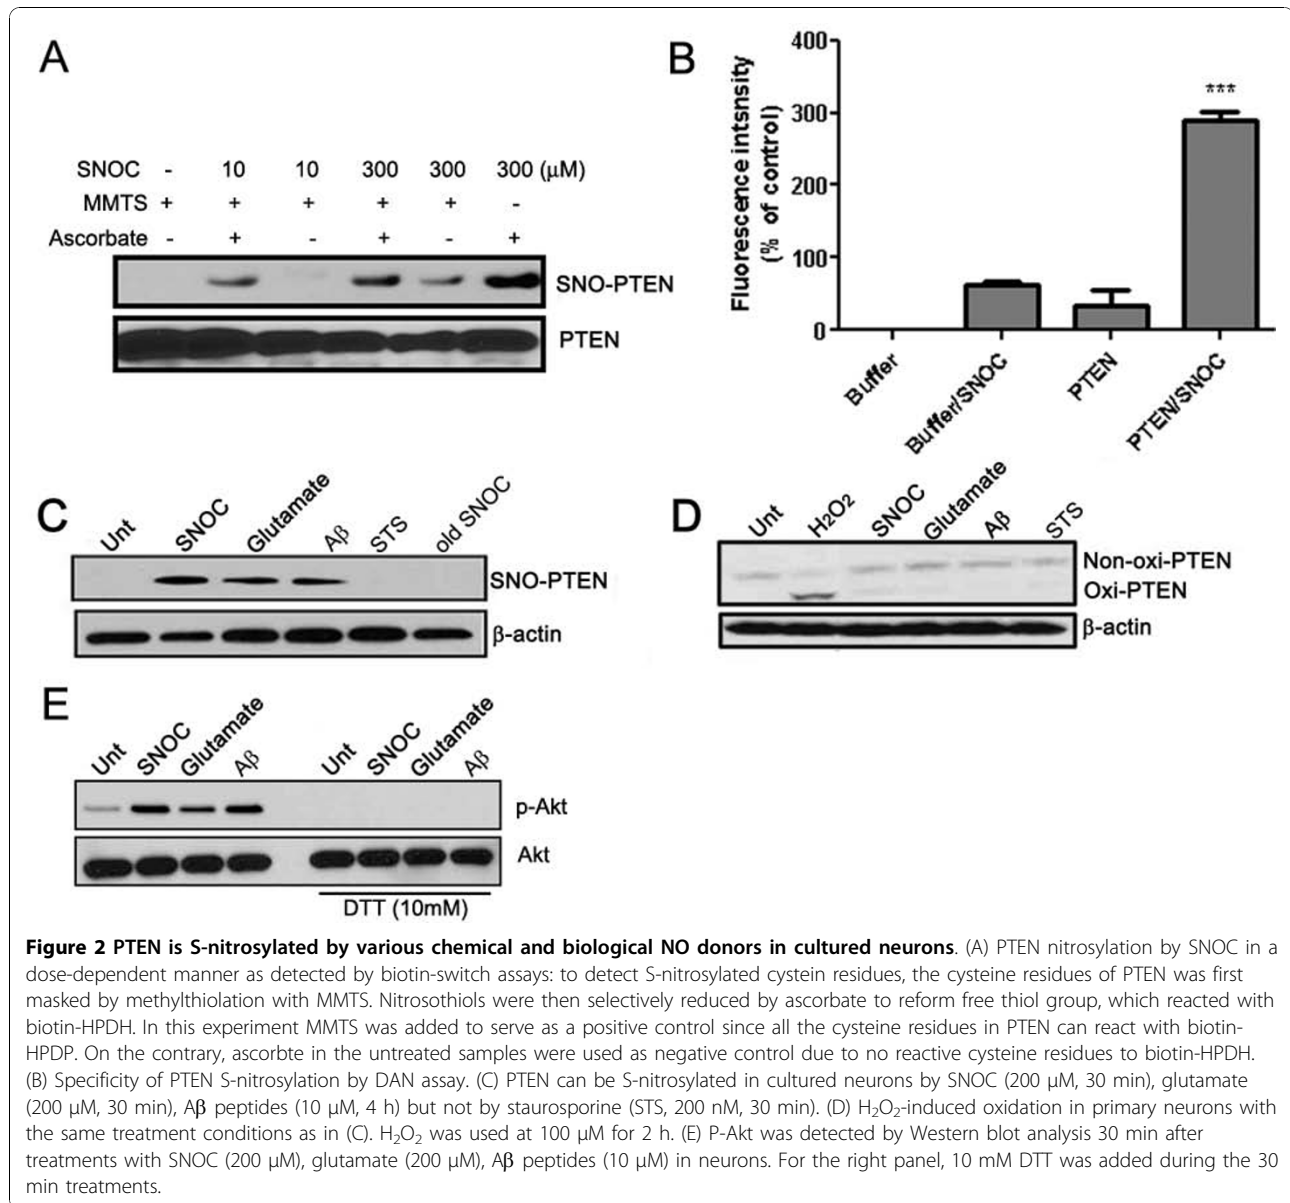 A
SNOC - 10 10 300 300 300 (μM)
MMTS + + + + + -
Ascorbate - + - + - +
SNO-PTEN
PTEN
B
Fluorescence intsnsity
(% of control)
400
300
200
100
0
***
Buffer
Buffer/SNOC
PTEN
PTEN/SNOC
C
Unt SNOC Glutamate Aβ STS old SNOC
SNO-PTEN
β-actin
D
Unt H₂O₂ SNOC Glutamate Aβ STS
Non-oxi-PTEN
Oxi-PTEN
β-actin
E
Unt SNOC Glutamate Aβ Unt SNOC Glutamate Aβ
p-Akt
Akt
DTT (10mM)
Figure 2 PTEN is S-nitrosylated by various chemical and biological NO donors in cultured neurons. (A) PTEN nitrosylation by SNOC in a
dose-dependent manner as detected by biotin-switch assays: to detect S-nitrosylated cystein residues, the cysteine residues of PTEN was first
masked by methylthiolation with MMTS. Nitrosothiols were then selectively reduced by ascorbate to reform free thiol group, which reacted with
biotin-HPDH. In this experiment MMTS was added to serve as a positive control since all the cysteine residues in PTEN can react with biotin-
HPDP. On the contrary, ascorbte in the untreated samples were used as negative control due to no reactive cysteine residues to biotin-HPDH.
(B) Specificity of PTEN S-nitrosylation by DAN assay. (C) PTEN can be S-nitrosylated in cultured neurons by SNOC (200 μM, 30 min), glutamate
(200 μM, 30 min), Aβ peptides (10 μM, 4 h) but not by staurosporine (STS, 200 nM, 30 min). (D) H₂O₂-induced oxidation in primary neurons with
the same treatment conditions as in (C). H₂O₂ was used at 100 μM for 2 h. (E) P-Akt was detected by Western blot analysis 30 min after
treatments with SNOC (200 μM), glutamate (200 μM), Aβ peptides (10 μM) in neurons. For the right panel, 10 mM DTT was added during the 30
min treatments.